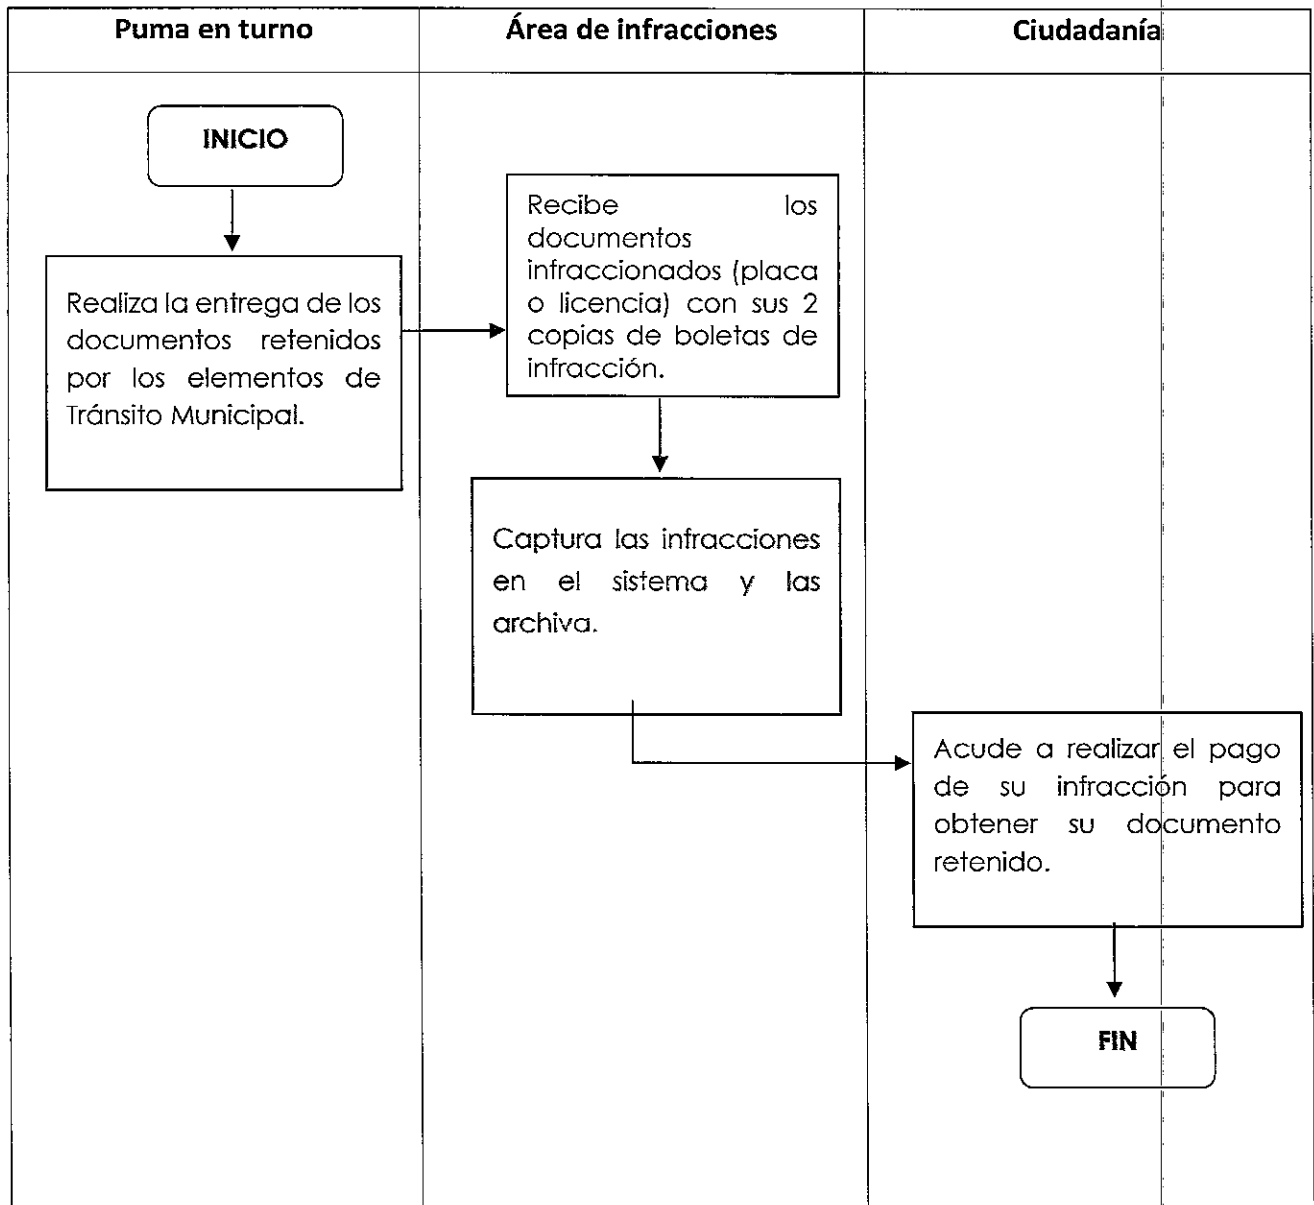 Puma en turno
Área de infracciones
Ciudadanía
INICIO
Realiza la entrega de los
documentos retenidos
por los elementos de
Tránsito Municipal.
Recibe los
documentos
infraccionados (placa
o licencia) con sus 2
copias de boletas de
infracción.
Captura las infracciones
en el sistema y las
archiva.
Acude a realizar el pago
de su infracción para
obtener su documento
retenido.
FIN